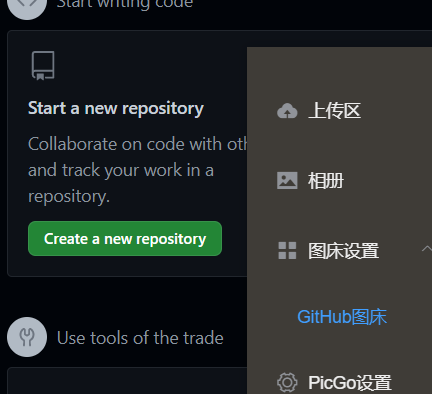 Start writing code
Start a new repository
Collaborate on code with oth
and track your work in a
repository.
Create a new repository
Use tools of the trade
上传区
相册
图床设置
GitHub图床
PicGo设置